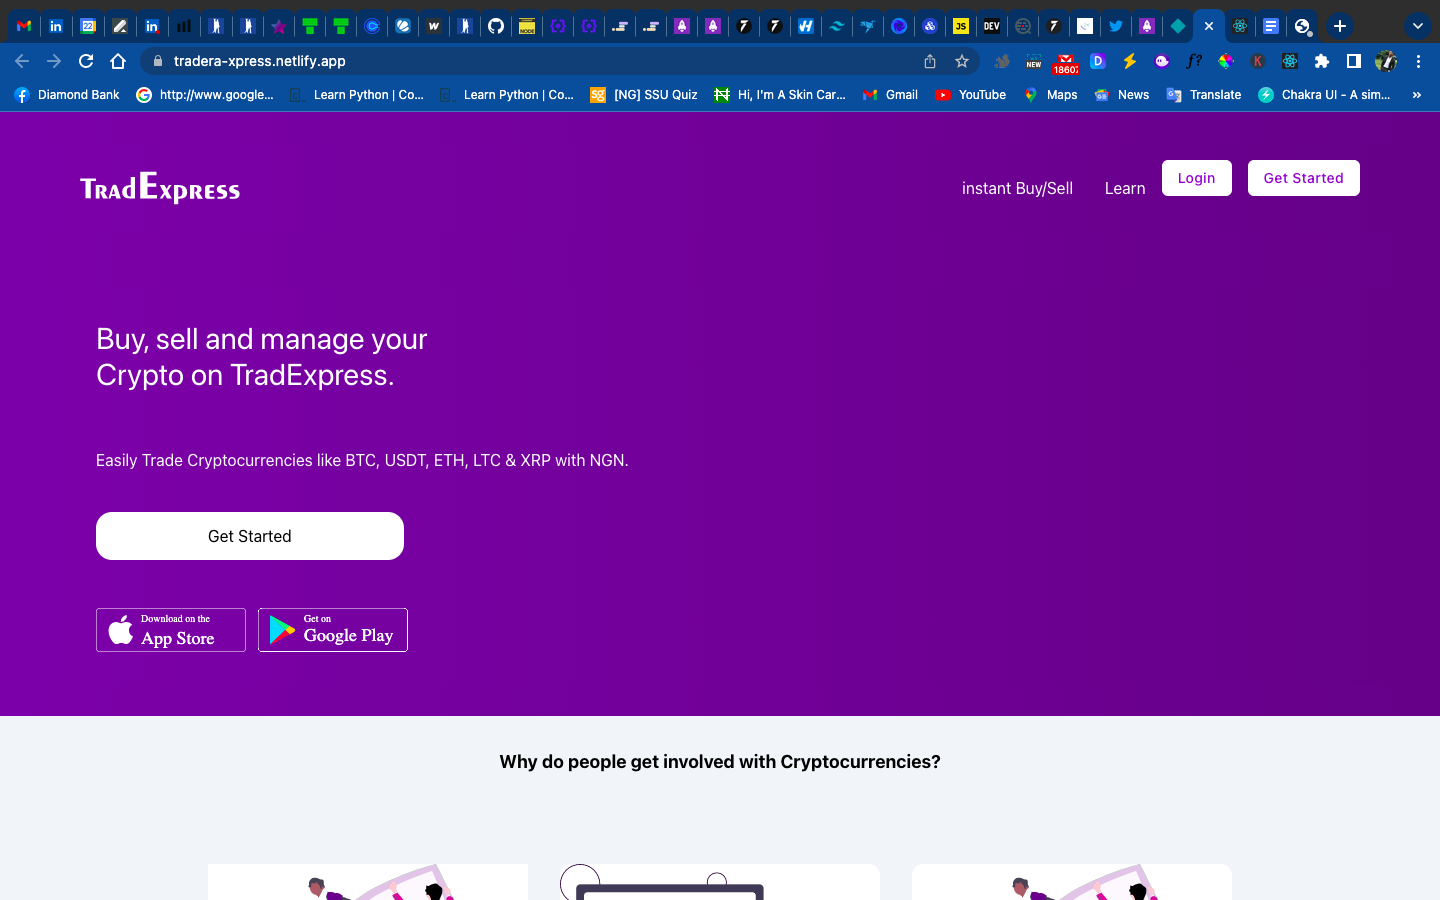 tradera-xpress.netlify.app
NEW
18607
D
f?
K
Diamond Bank
http://www.google...
Learn Python | Co...
Learn Python | Co...
[NG] SSU Quiz
Hi, I'm A Skin Car...
Gmail
YouTube
Maps
News
Translate
Chakra UI - A sim...
TradExpress
instant Buy/Sell
Learn
Login
Get Started
Buy, sell and manage your
Crypto on TradExpress.
Easily Trade Cryptocurrencies like BTC, USDT, ETH, LTC & XRP with NGN.
Get Started
Download on the
App Store
Get on
Google Play
Why do people get involved with Cryptocurrencies?